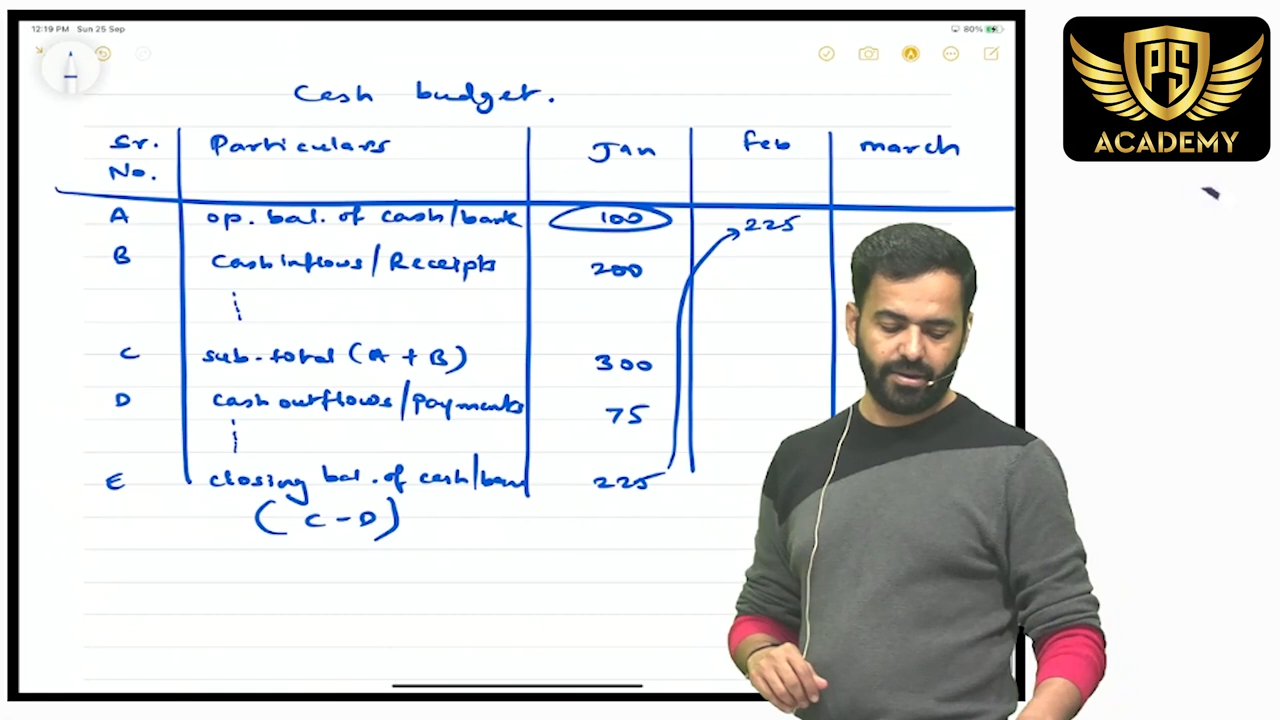 12:19 PM Sun 25 Sep
80%
PS
ACADEMY
Cash budget.
Sr. No. Particulars Jan Feb march
A op. bal. of cash/bank 100 225
B Cash inflows/Receipts 200
C sub-total (A + B) 300
D cash outflows/payments 75
E closing bal. of cash/bank 225
(C - D)